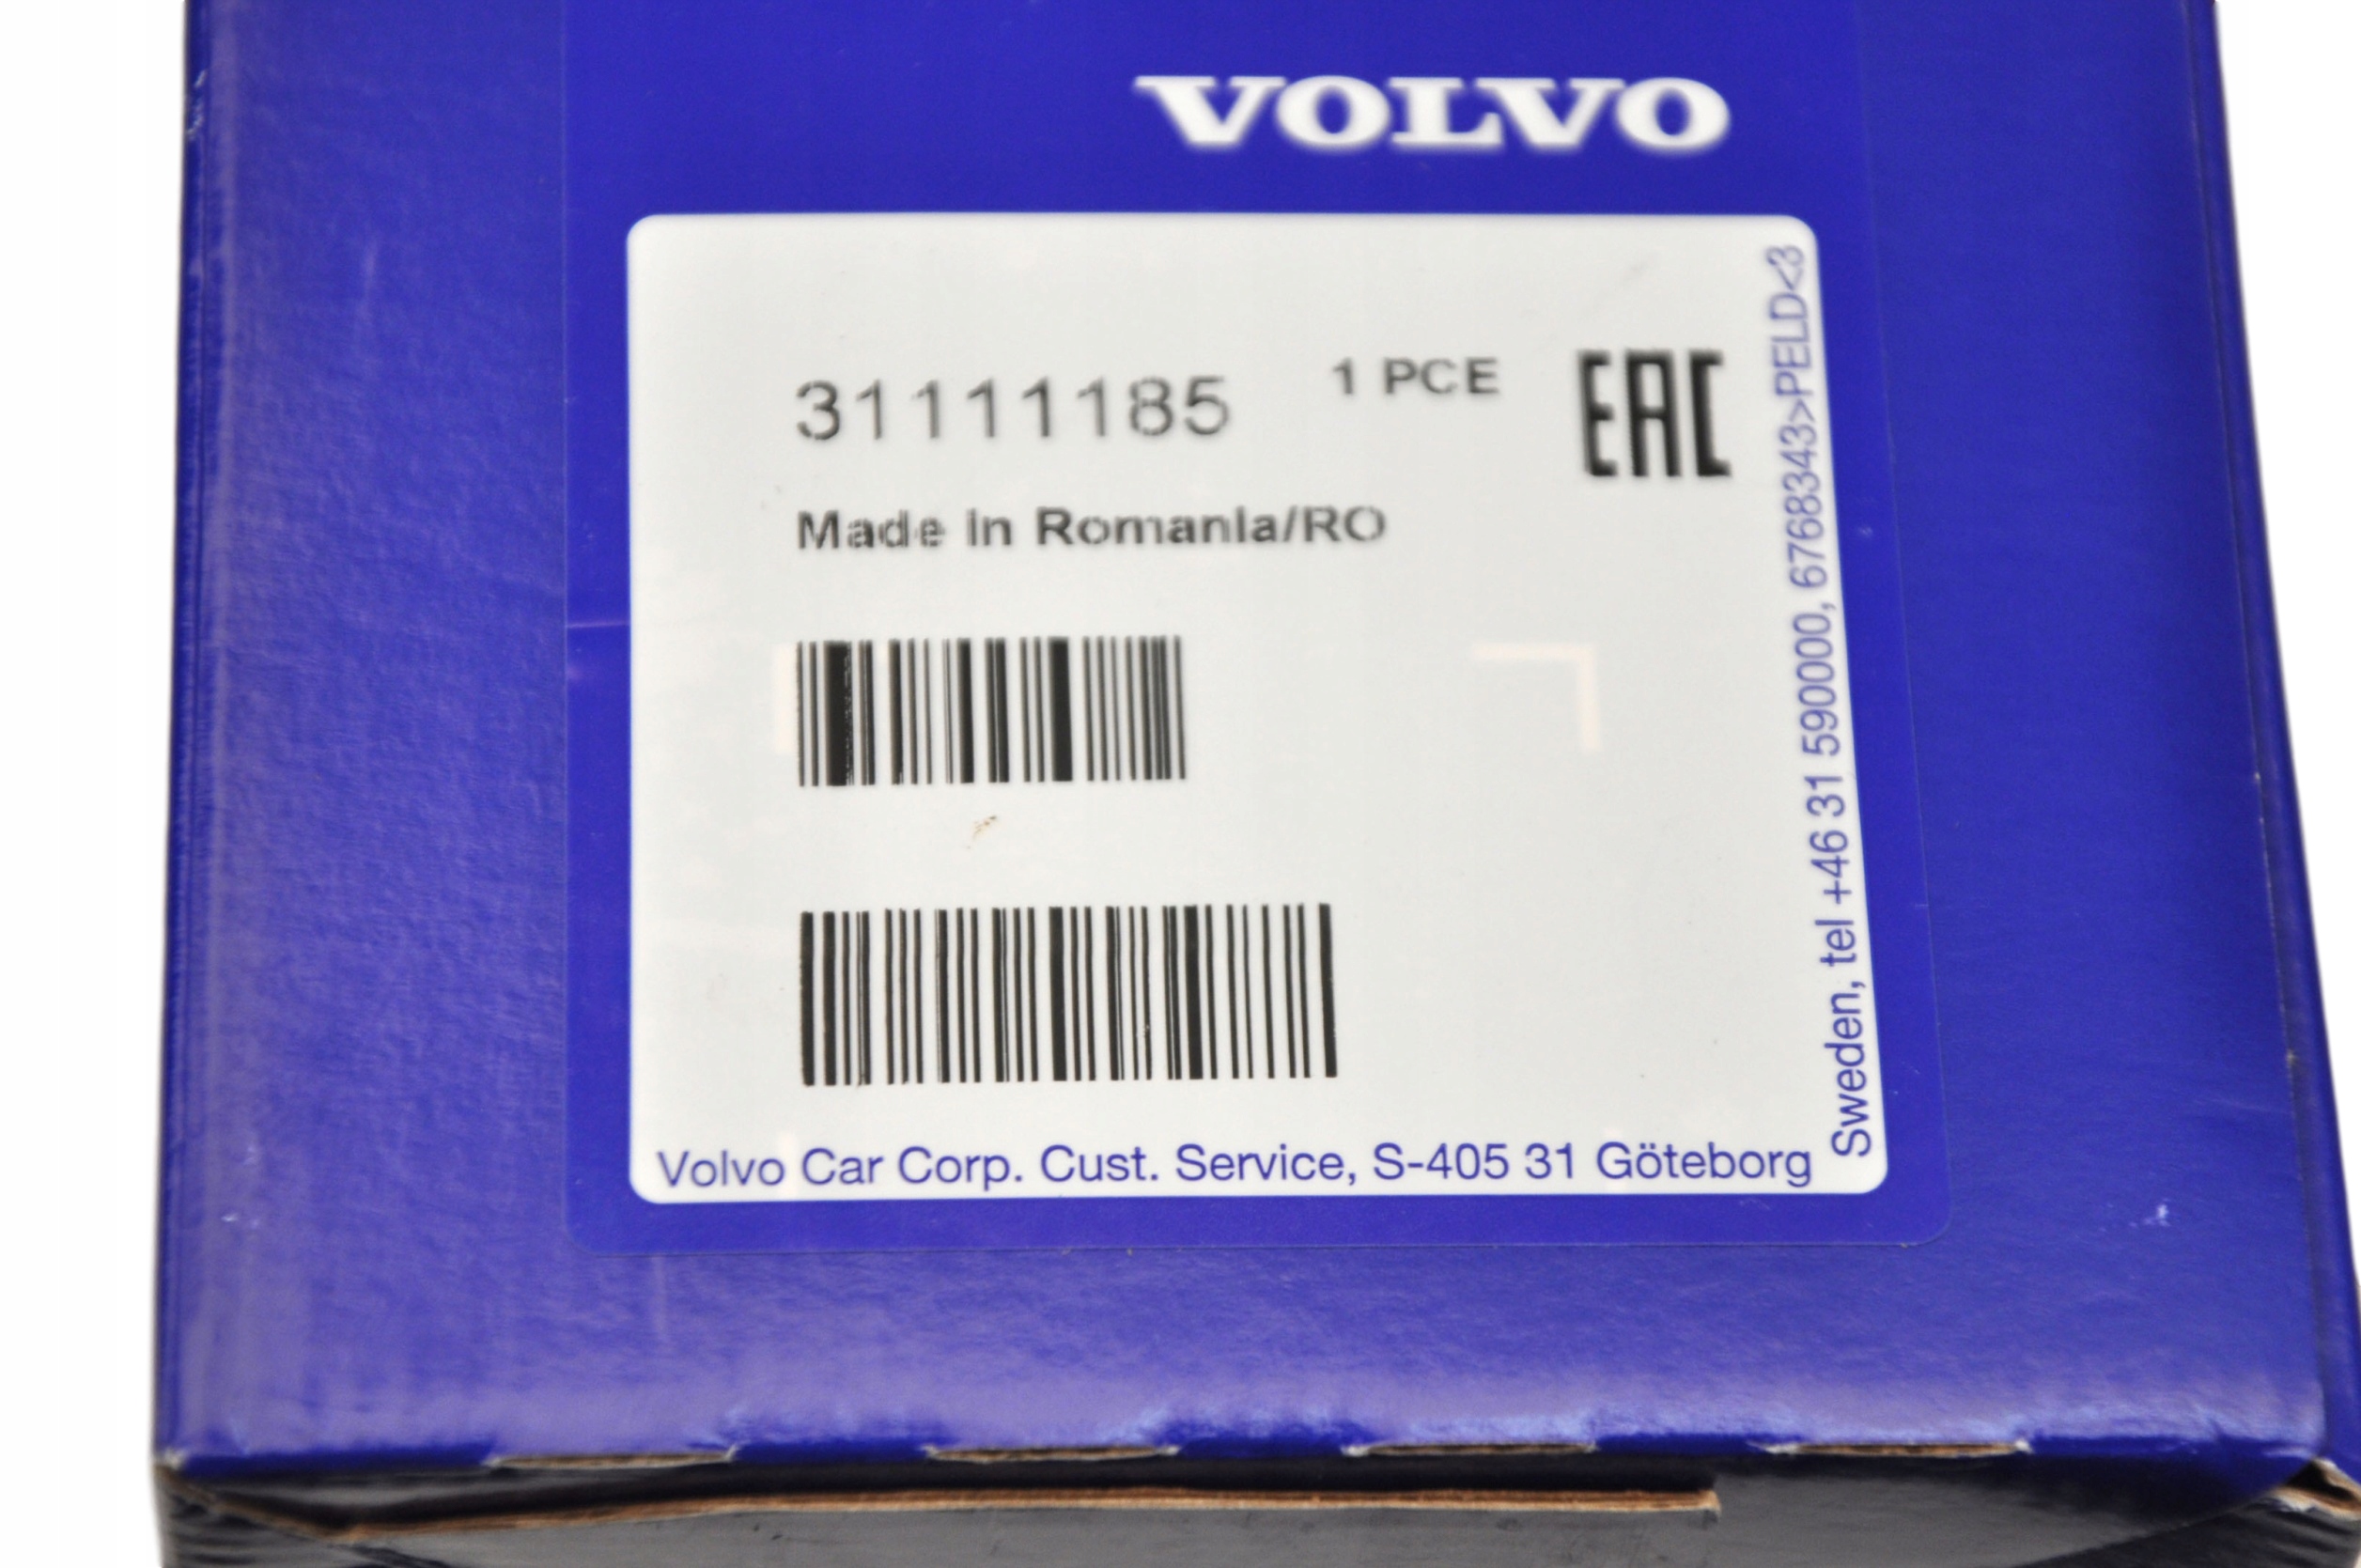 VOLVO
31111185
1 PCE
EAC
Made in Romania/RO
Volvo Car Corp. Cust. Service, S-405 31 Göteborg
Sweden, tel +46 31 590000, 6768343>PELD<3